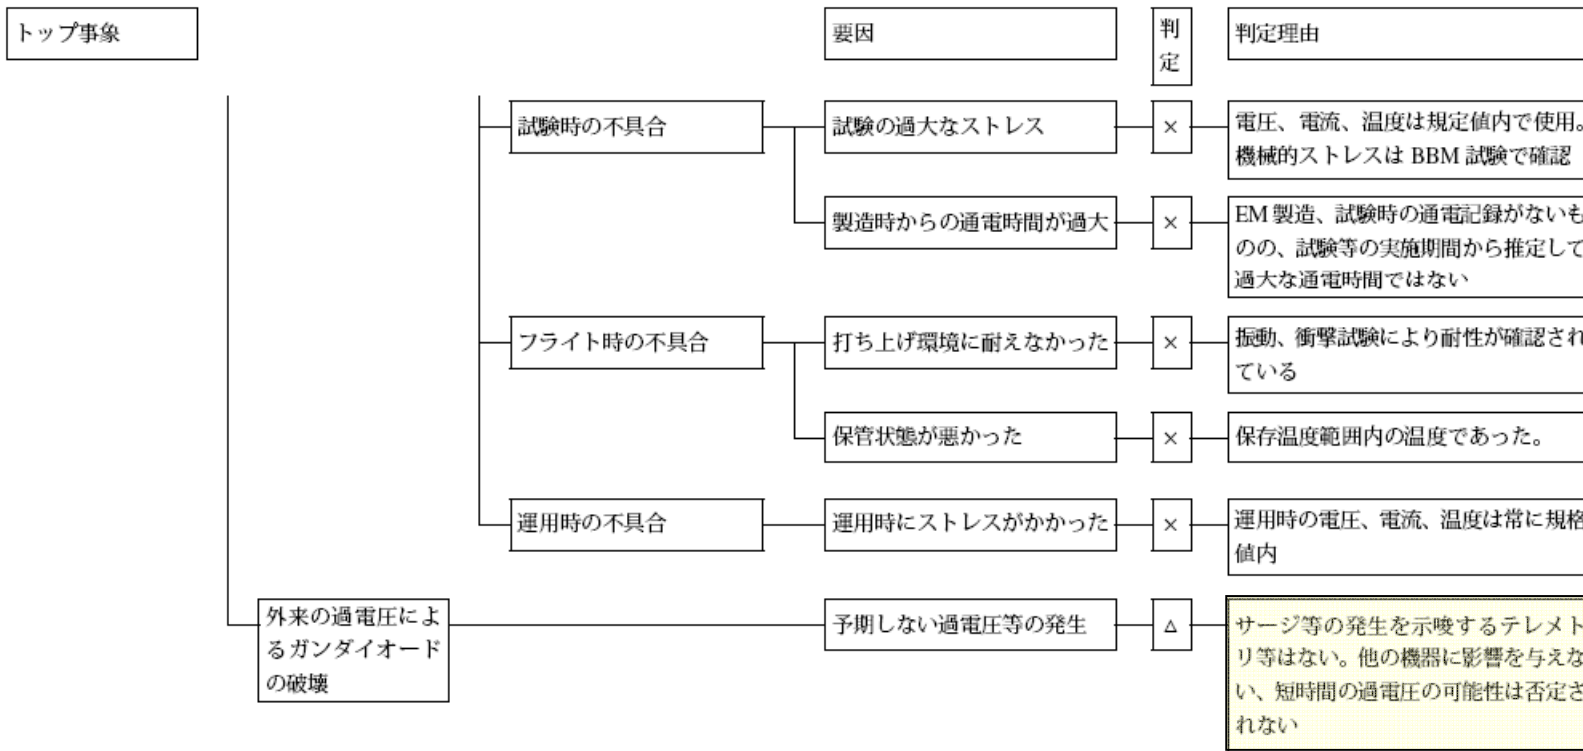 トップ事象
要因
判
定
判定理由
試験時の不具合
試験の過大なストレス
×
電圧、電流、温度は規定値内で使用。
機械的ストレスは BBM 試験で確認
製造時からの通電時間が過大
×
EM 製造、試験時の通電記録がないも
のの、試験等の実施期間から推定して
過大な通電時間ではない
フライト時の不具合
打ち上げ環境に耐えなかった
×
振動、衝撃試験により耐性が確認され
ている
保管状態が悪かった
×
保存温度範囲内の温度であった。
運用時の不具合
運用時にストレスがかかった
×
運用時の電圧、電流、温度は常に規格
値内
外来の過電圧によ
るガンダイオード
の破壊
予期しない過電圧等の発生
△
サージ等の発生を示唆するテレメト
リ等はない。他の機器に影響を与えな
い、短時間の過電圧の可能性は否定さ
れない